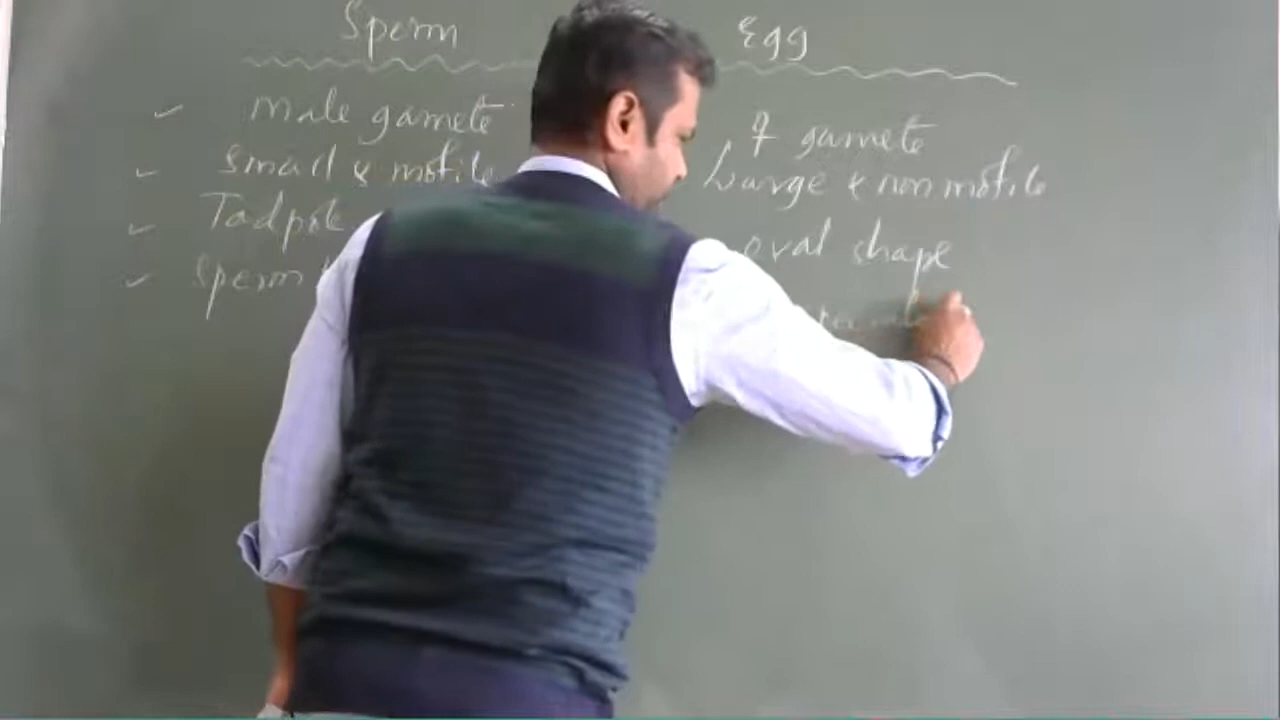 Sperm Egg
male gamete ♀ gamete
small & motile Large & non motile
Tadpole oval shape
sperm